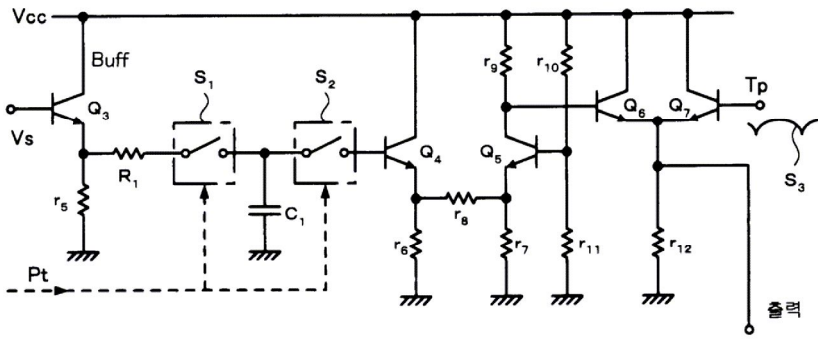 Vcc
Buff
S₁
S₂
r₉
r₁₀
Tp
Q₃
Q₆
Q₇
Vs
R₁
Q₄
Q₅
S₃
r₅
C₁
r₈
r₆
r₇
r₁₁
r₁₂
Pt
출력